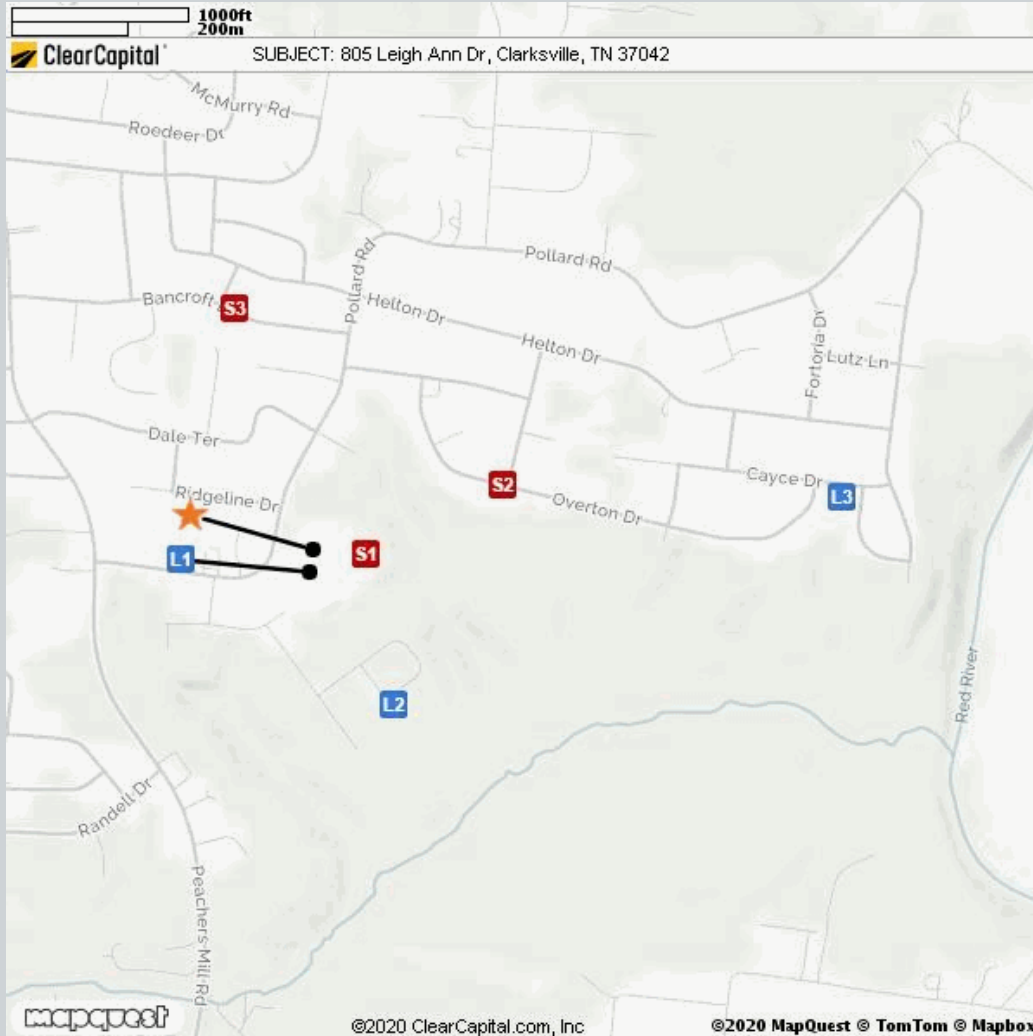 1000ft
200m
ClearCapital
SUBJECT: 805 Leigh Ann Dr, Clarksville, TN 37042
McMurry Rd
Roedeer Dr
Pollard Rd
Pollard Rd
Bancroft
S3
Helton Dr
Helton Dr
Fortoria Dr
Lutz Ln
Dale Ter
Cayce Dr
S2
L3
Ridgeline Dr
Overton Dr
L1
S1
Red River
L2
Randell Dr
Peachers Mill Rd
mapquest
©2020 ClearCapital.com, Inc
©2020 MapQuest © TomTom © Mapbox